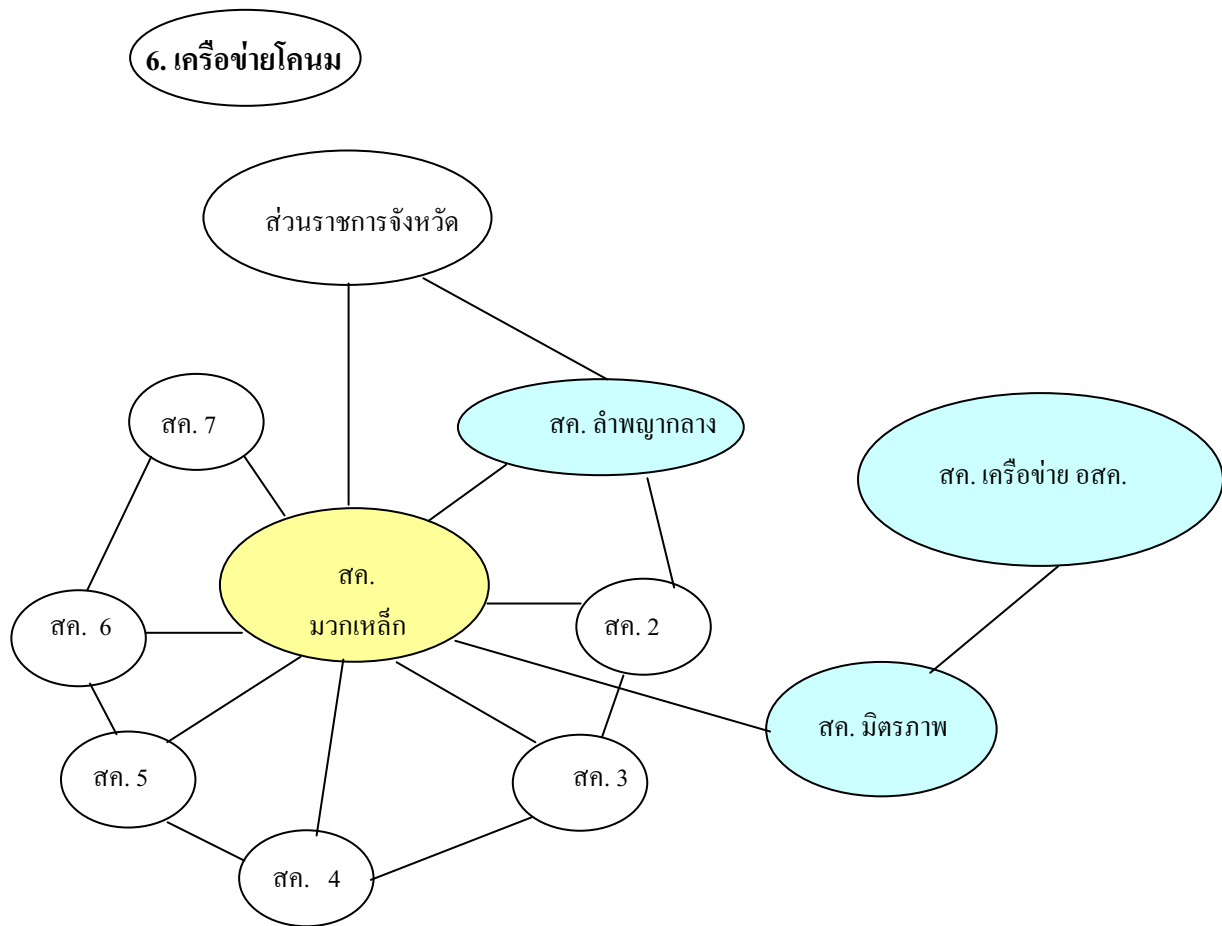 6. เครือข่ายโคนม
ส่วนราชการจังหวัด
สค. 7
สค. ลำพญากลาง
สค. เครือข่าย อสค.
สค.
มวกเหล็ก
สค. 6
สค. 2
สค. มิตรภาพ
สค. 5
สค. 3
สค. 4